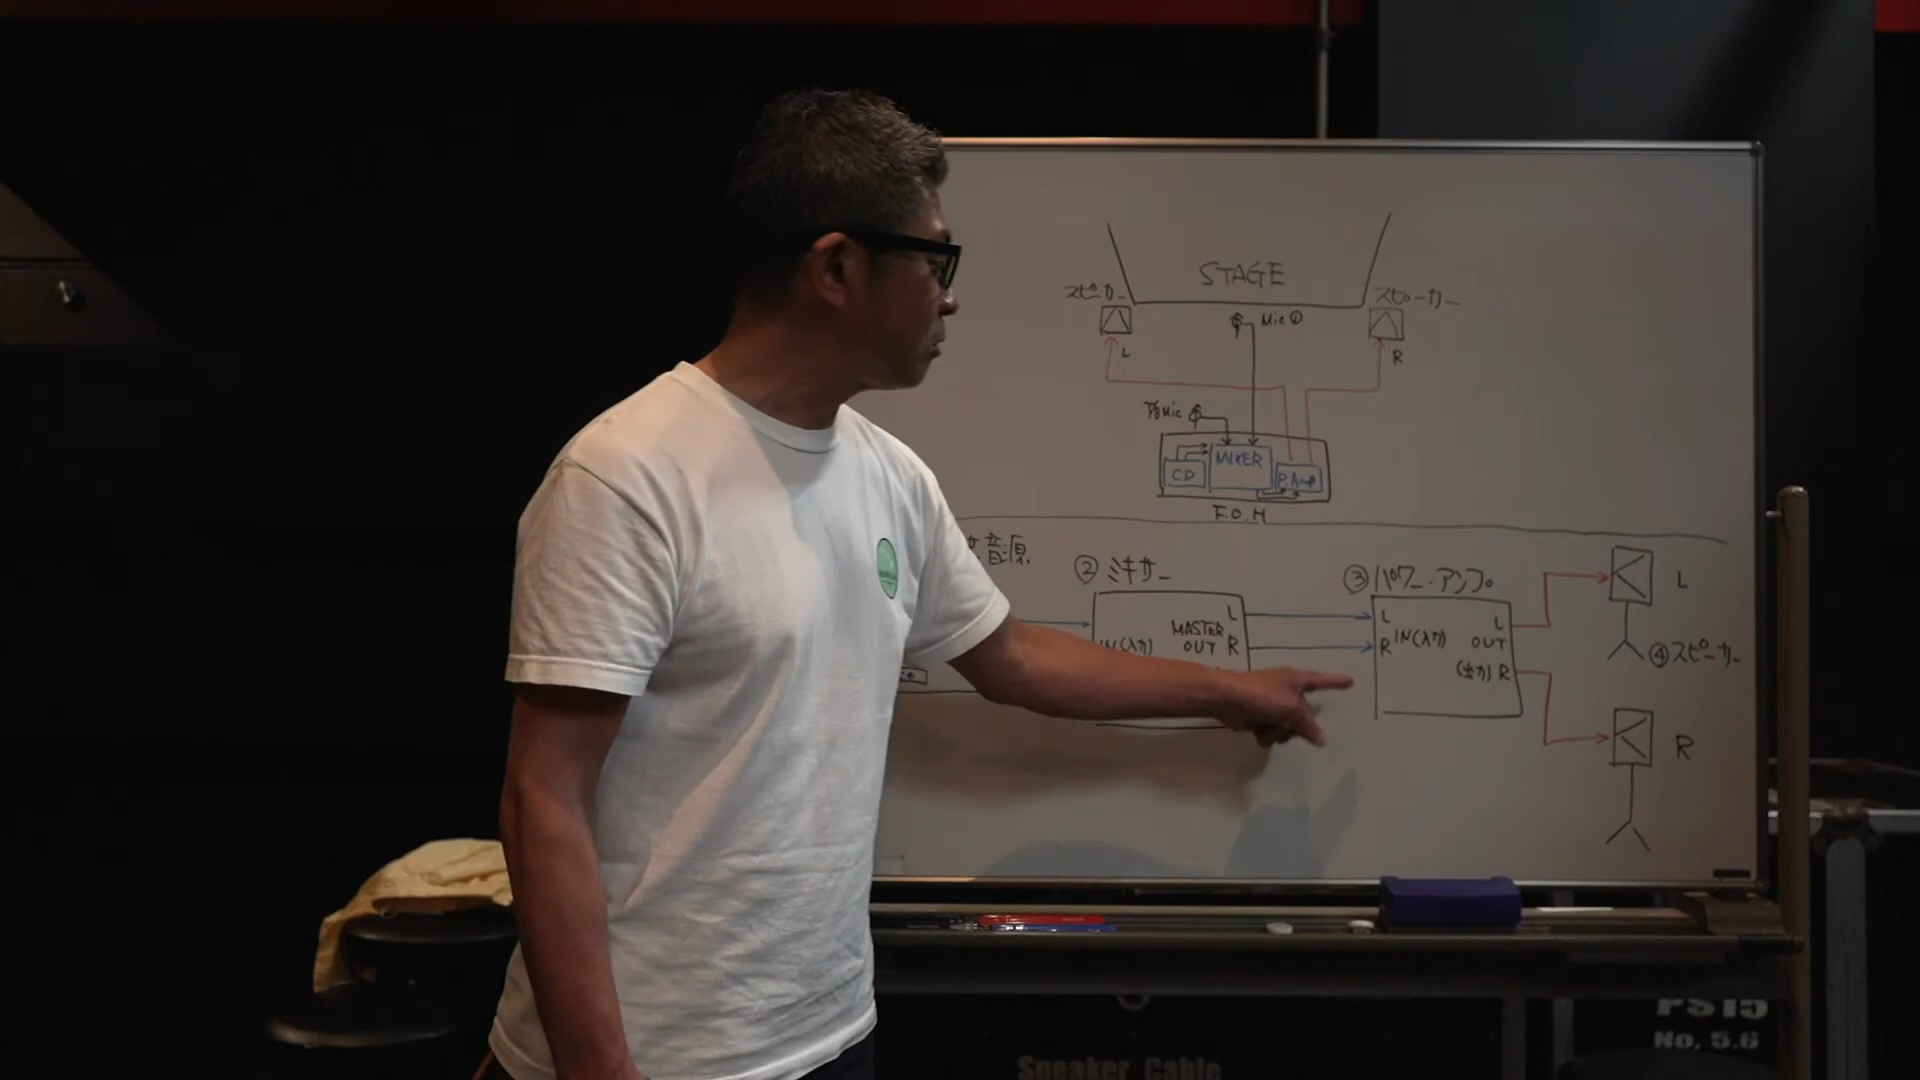 STAGE
スピーカー
スピーカー
Mic①
L
R
T/B Mic
CD
MIXER
P.Amp
F.O.H
音源
② ミキサー
③ パワー・アンプ
L
MASTER
OUT R
IN(入力)
L
R IN(入力)
L
OUT
(出力) R
L
④スピーカー
R
PS15
No. 5.6
Speaker Cable